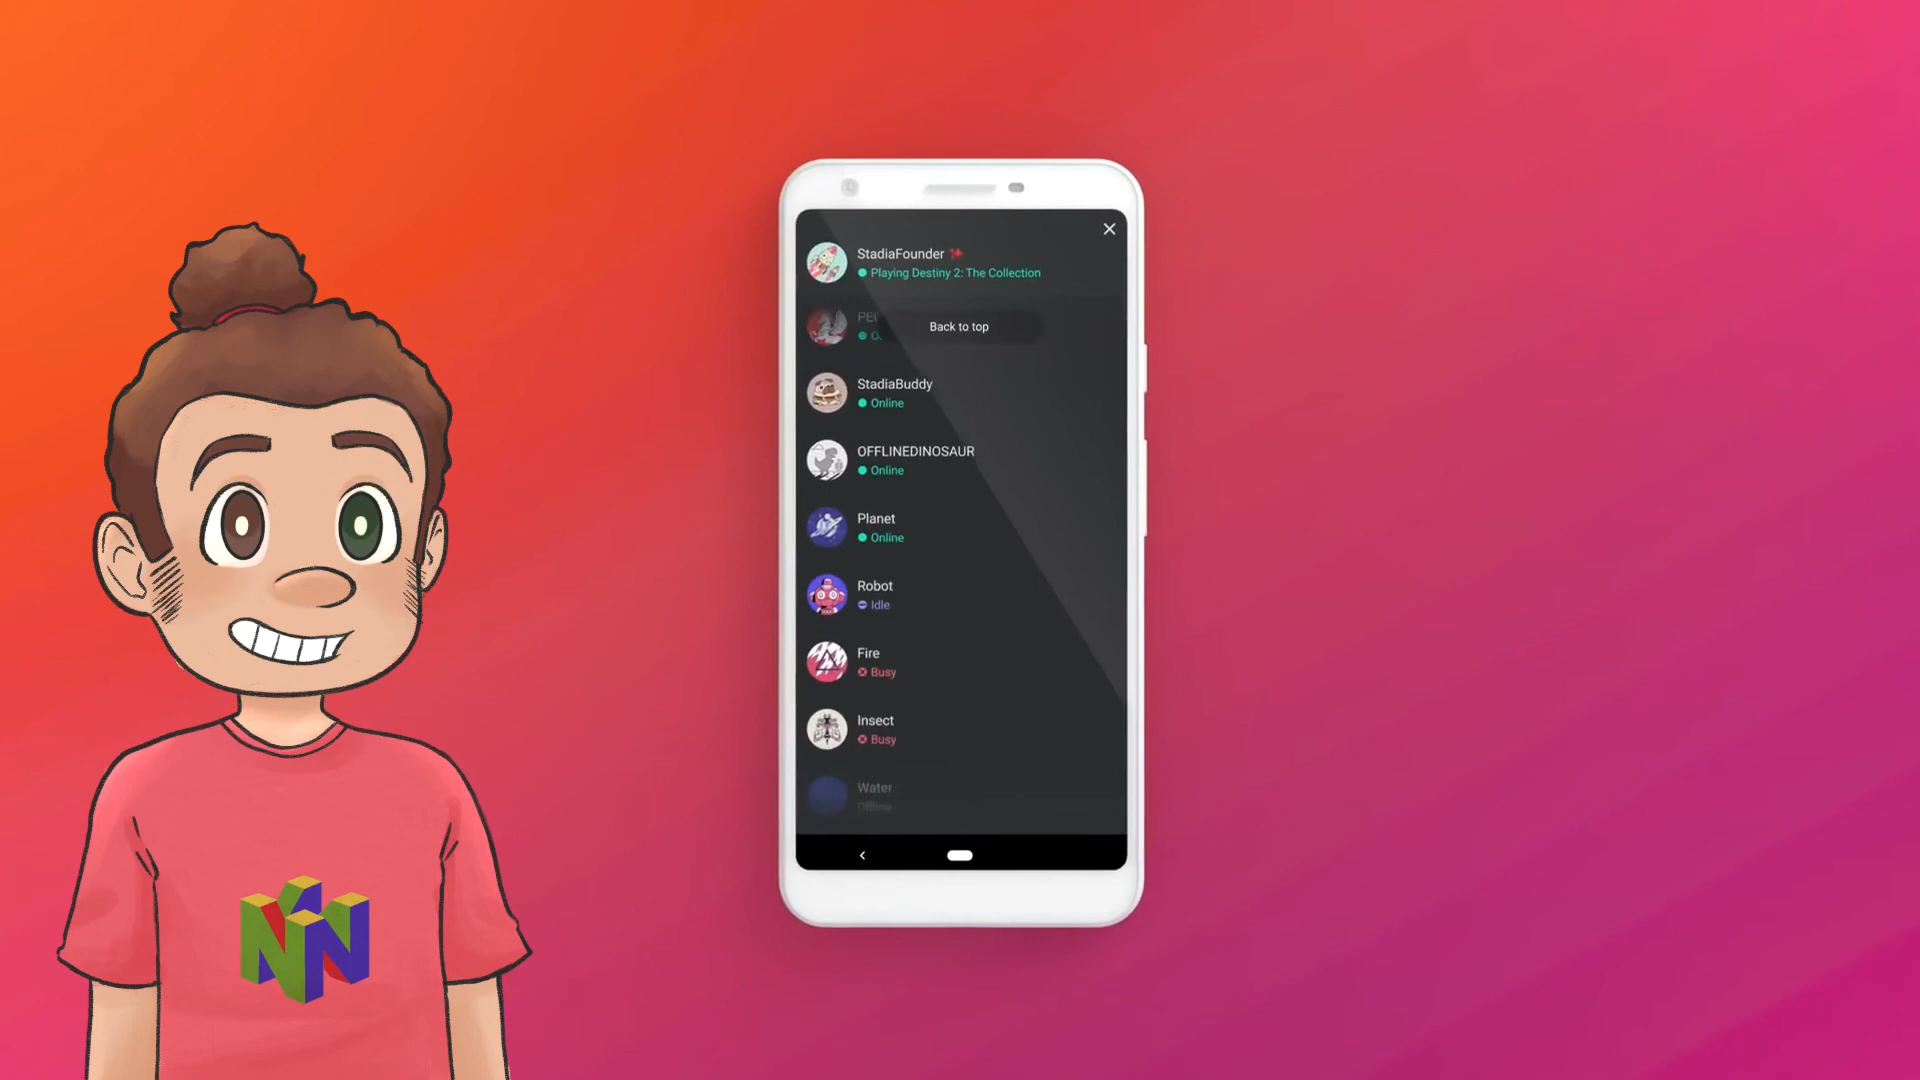 StadiaFounder
Playing Destiny 2: The Collection
Back to top
StadiaBuddy
Online
OFFLINEDINOSAUR
Online
Planet
Online
Robot
Idle
Fire
Busy
Insect
Busy
Water
Offline